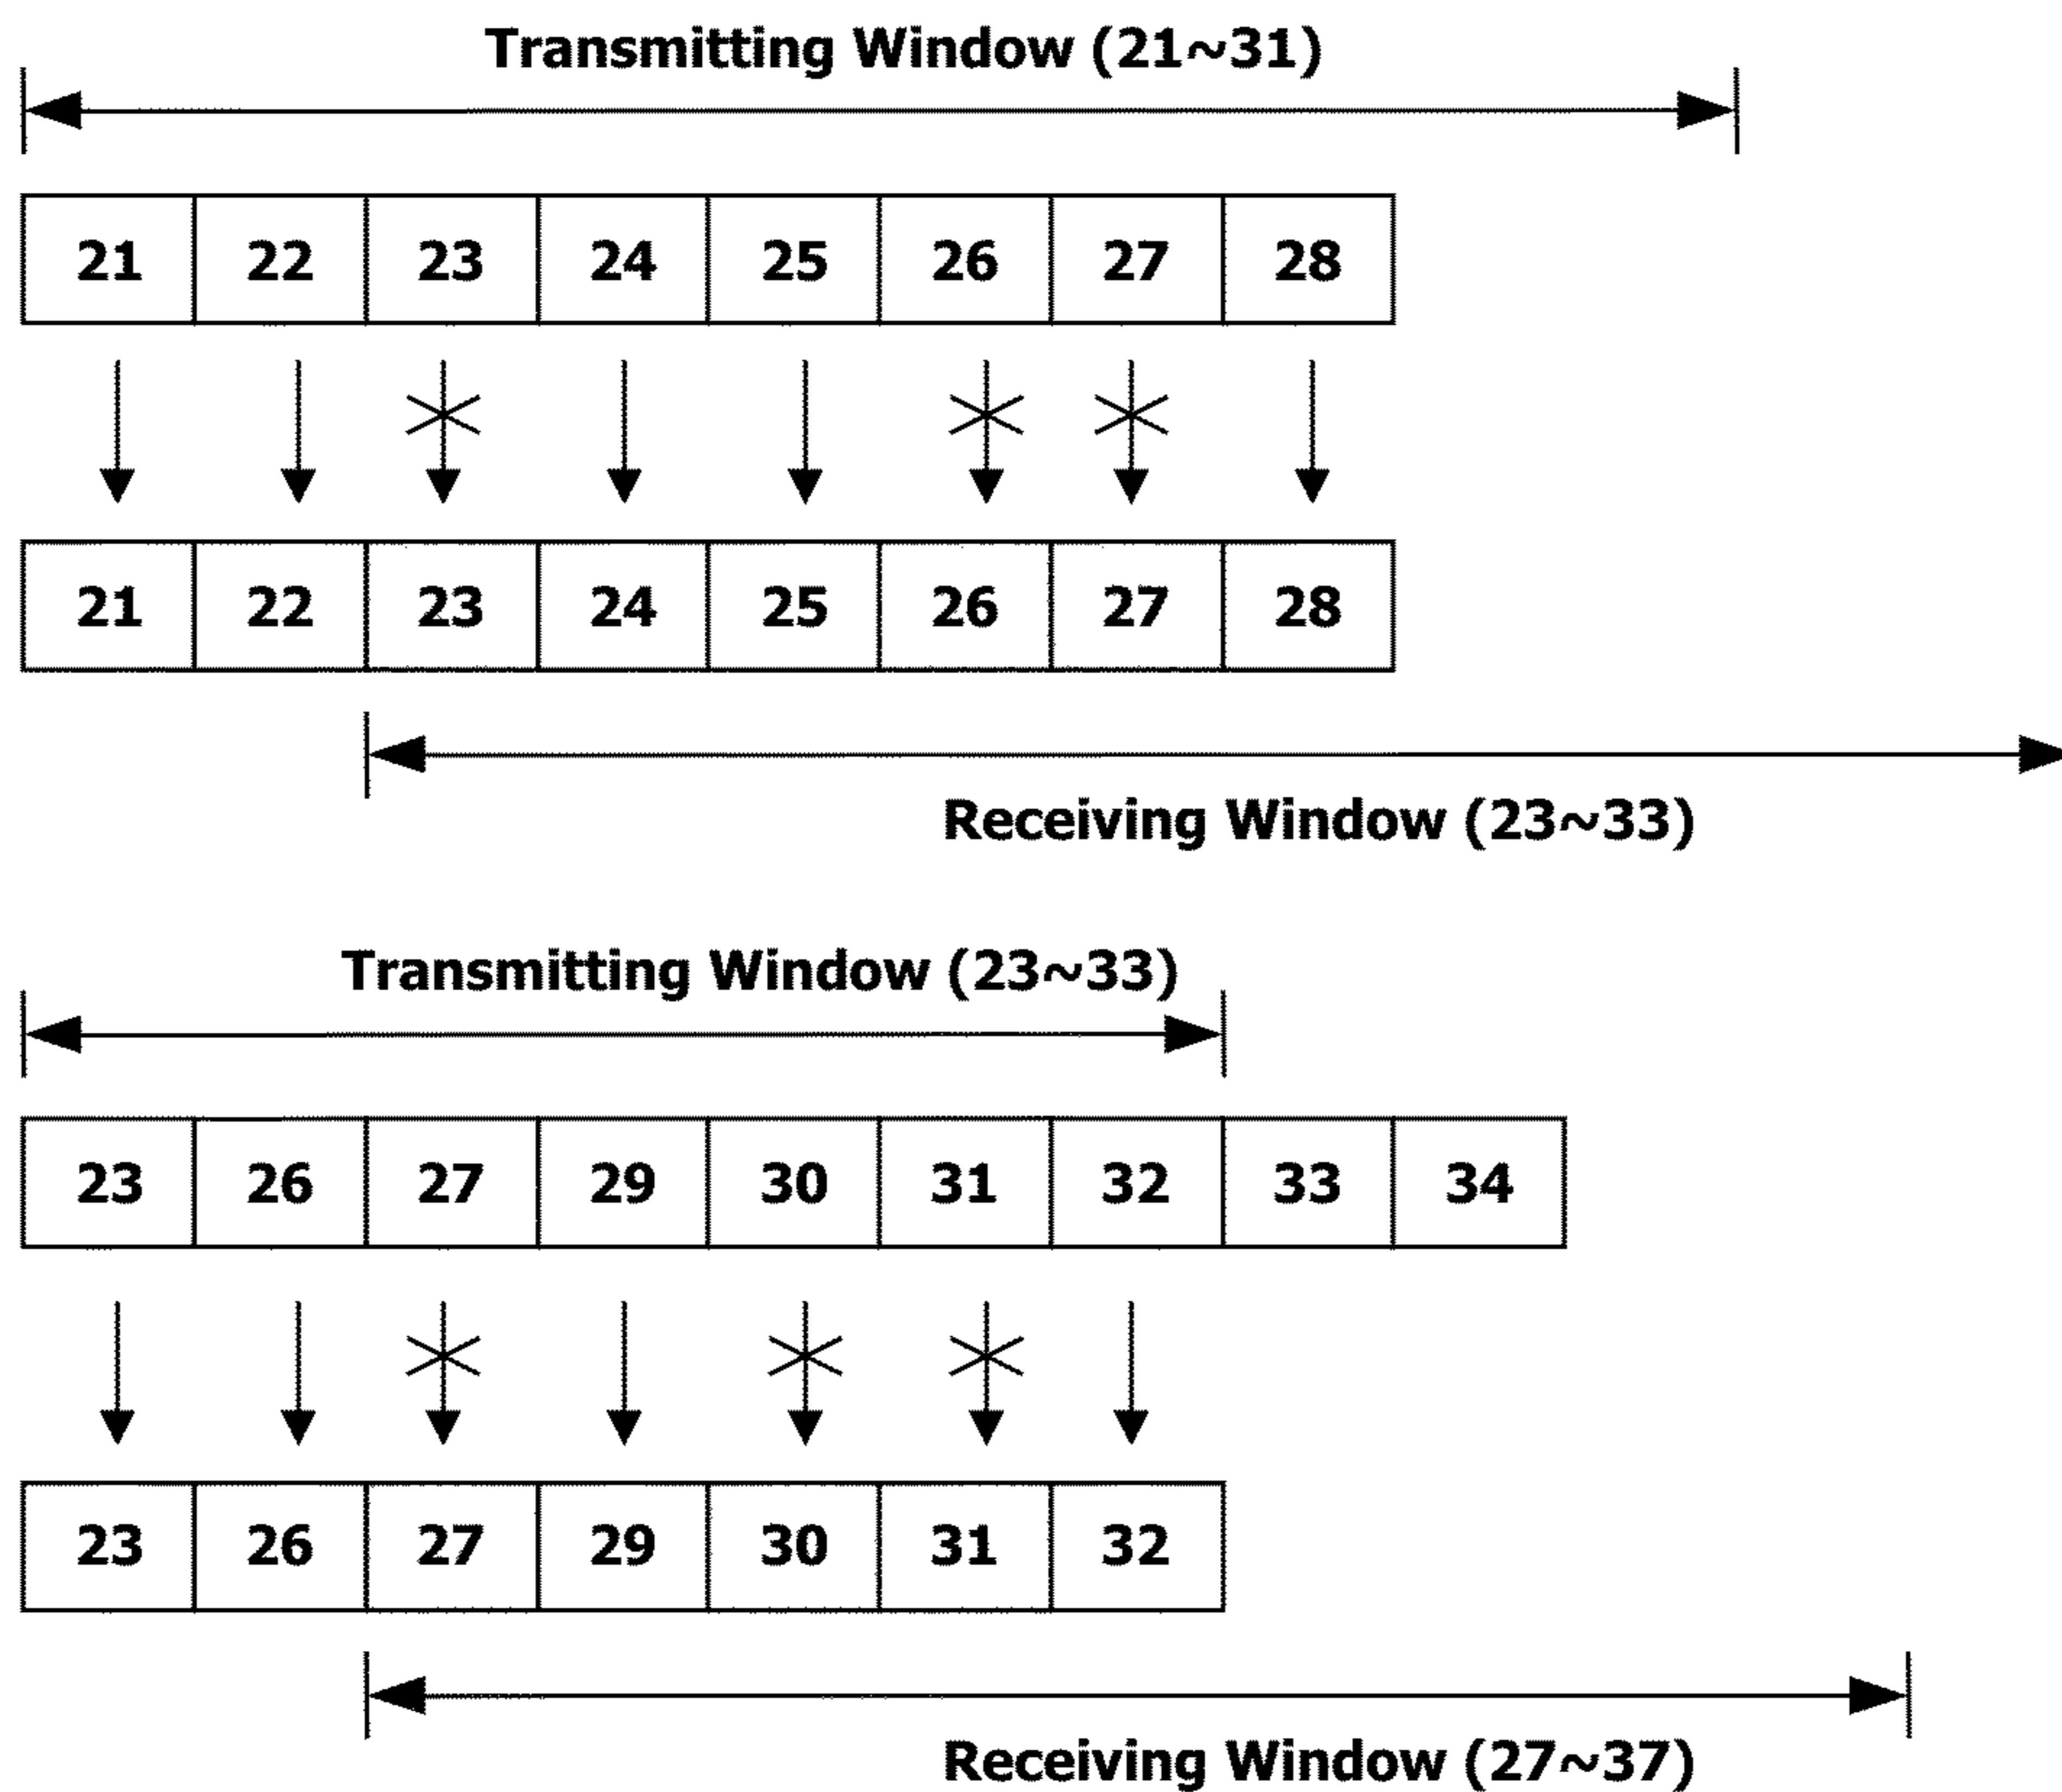 Transmitting Window (21~31)
21 22 23 24 25 26 27 28
21 22 23 24 25 26 27 28
Receiving Window (23~33)
Transmitting Window (23~33)
23 26 27 29 30 31 32 33 34
23 26 27 29 30 31 32
Receiving Window (27~37)